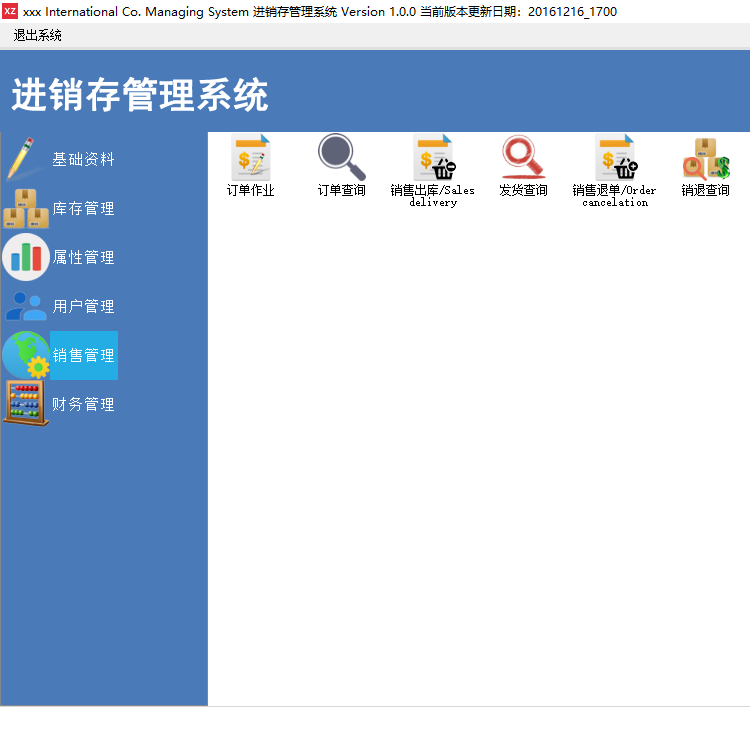 XZ xxx International Co. Managing System 进销存管理系统 Version 1.0.0 当前版本更新日期：20161216_1700
退出系统
进销存管理系统
基础资料
库存管理
属性管理
用户管理
销售管理
财务管理
订单作业
订单查询
销售出库/Sales
delivery
发货查询
销售退单/Order
cancelation
销退查询